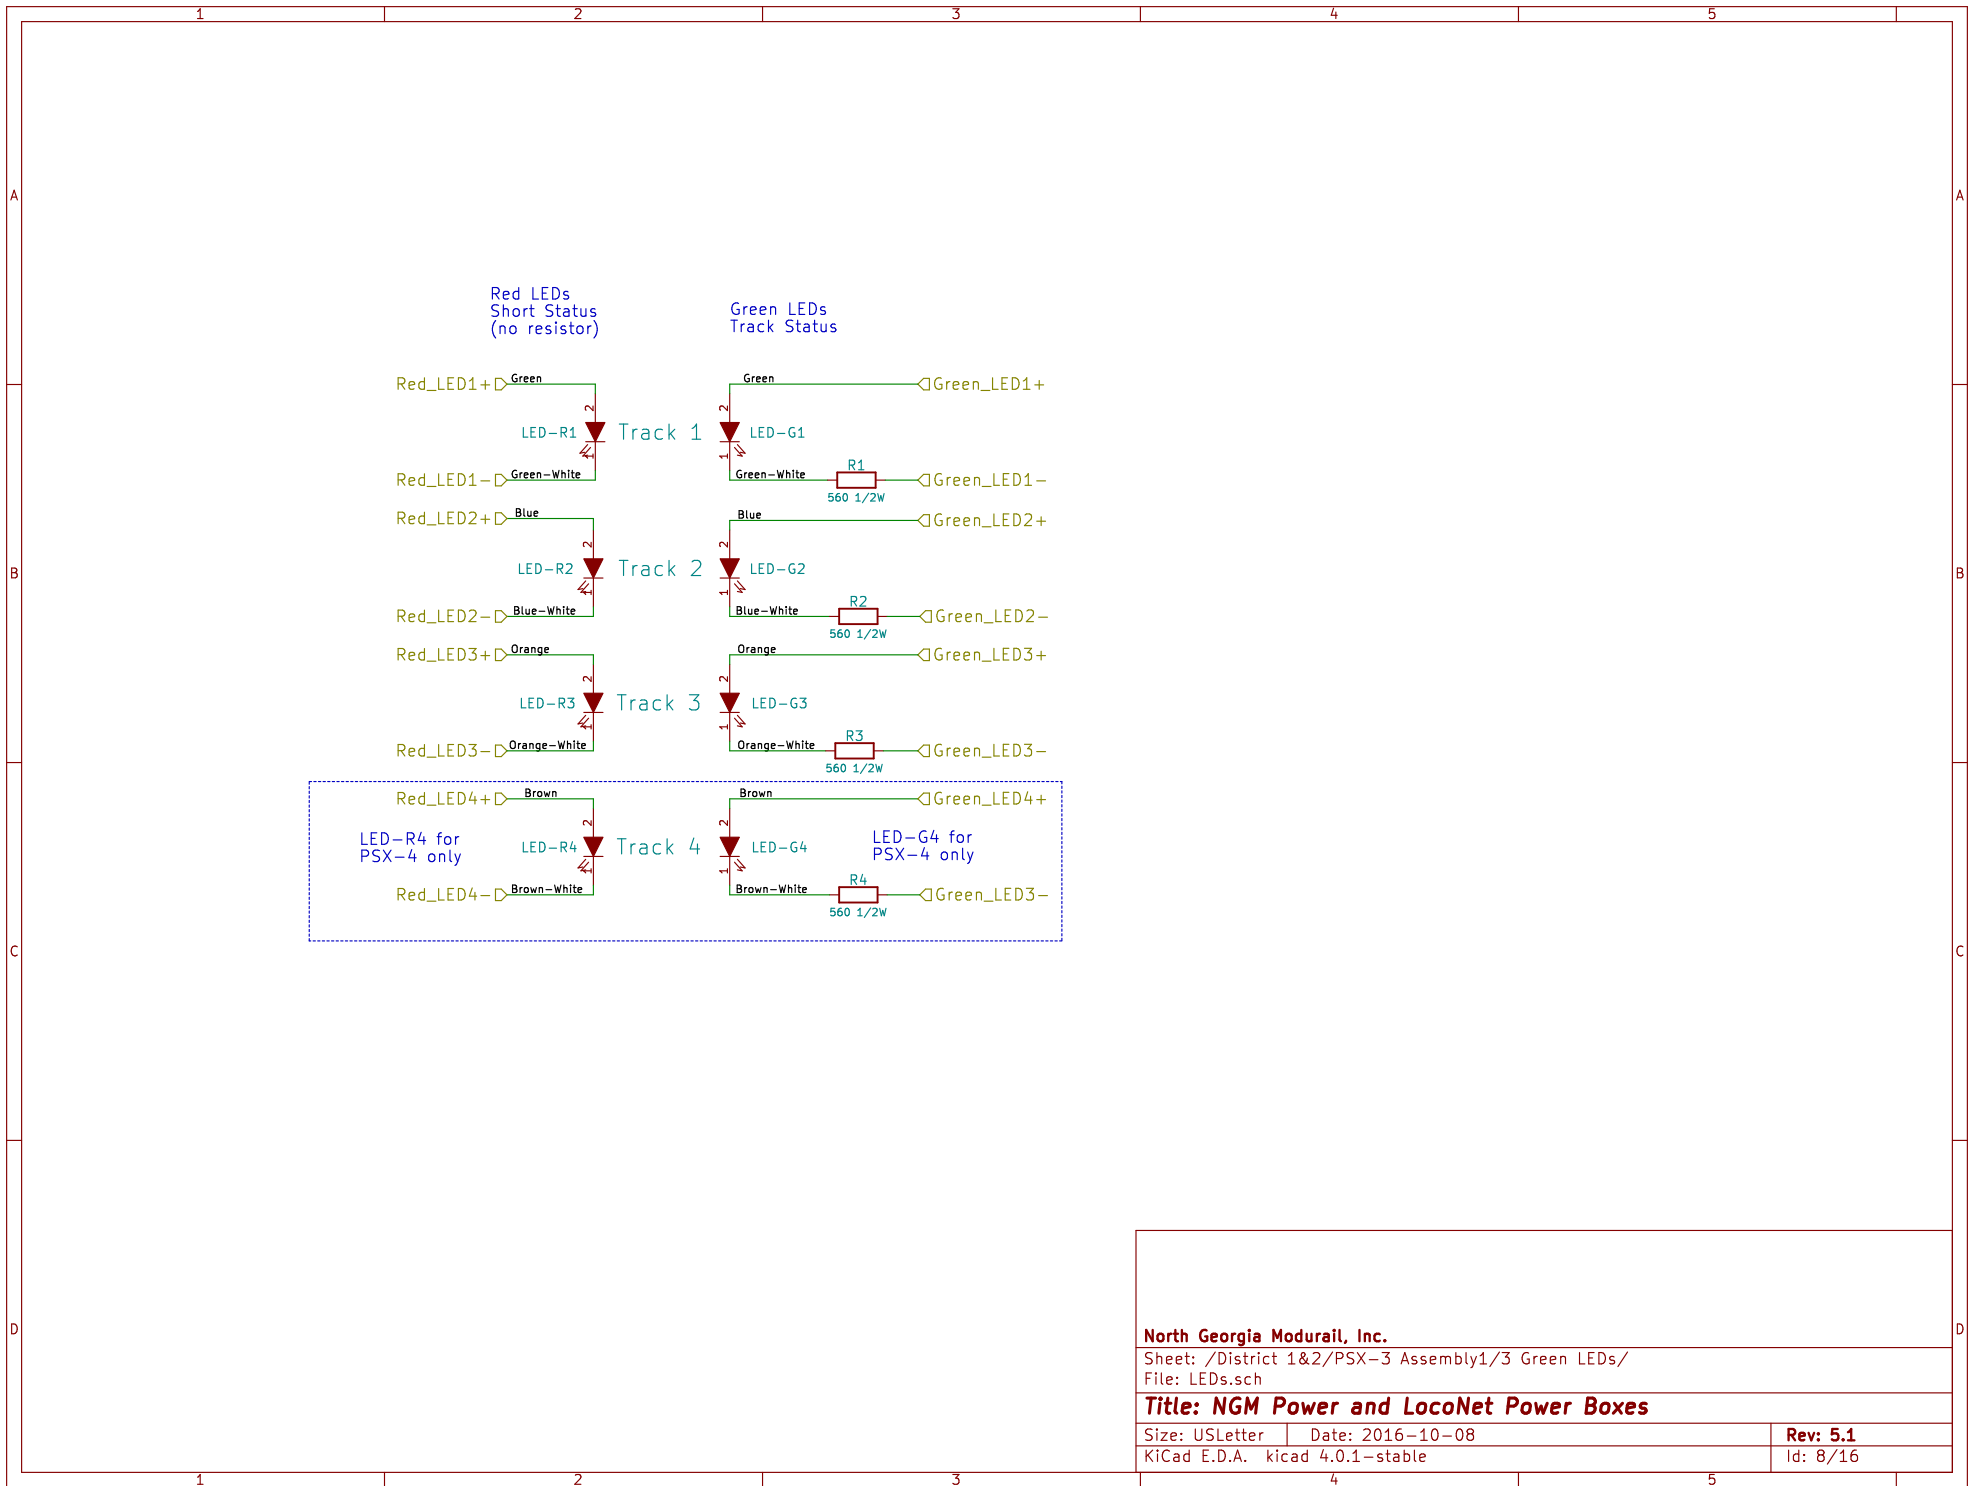 1 2 3 4 5
A A
Red LEDs
Short Status
(no resistor)
Green LEDs
Track Status
Red_LED1+ Green Green Green_LED1+
2 2
LED-R1 Track 1 LED-G1
1 1
Red_LED1- Green-White Green-White R1 Green_LED1-
560 1/2W
Red_LED2+ Blue Blue Green_LED2+
2 2
LED-R2 Track 2 LED-G2
B B
1 1
Red_LED2- Blue-White Blue-White R2 Green_LED2-
560 1/2W
Red_LED3+ Orange Orange Green_LED3+
2 2
LED-R3 Track 3 LED-G3
1 1
Red_LED3- Orange-White Orange-White R3 Green_LED3-
560 1/2W
Red_LED4+ Brown Brown Green_LED4+
2 2
LED-R4 for
PSX-4 only
LED-R4 Track 4 LED-G4
LED-G4 for
PSX-4 only
1 1
Red_LED4- Brown-White Brown-White R4 Green_LED3-
560 1/2W
C C
D D
North Georgia Modurail, Inc.
Sheet: /District 1&2/PSX-3 Assembly1/3 Green LEDs/
File: LEDs.sch
Title: NGM Power and LocoNet Power Boxes
Size: USLetter Date: 2016-10-08 Rev: 5.1
KiCad E.D.A. kicad 4.0.1-stable Id: 8/16
1 2 3 4 5